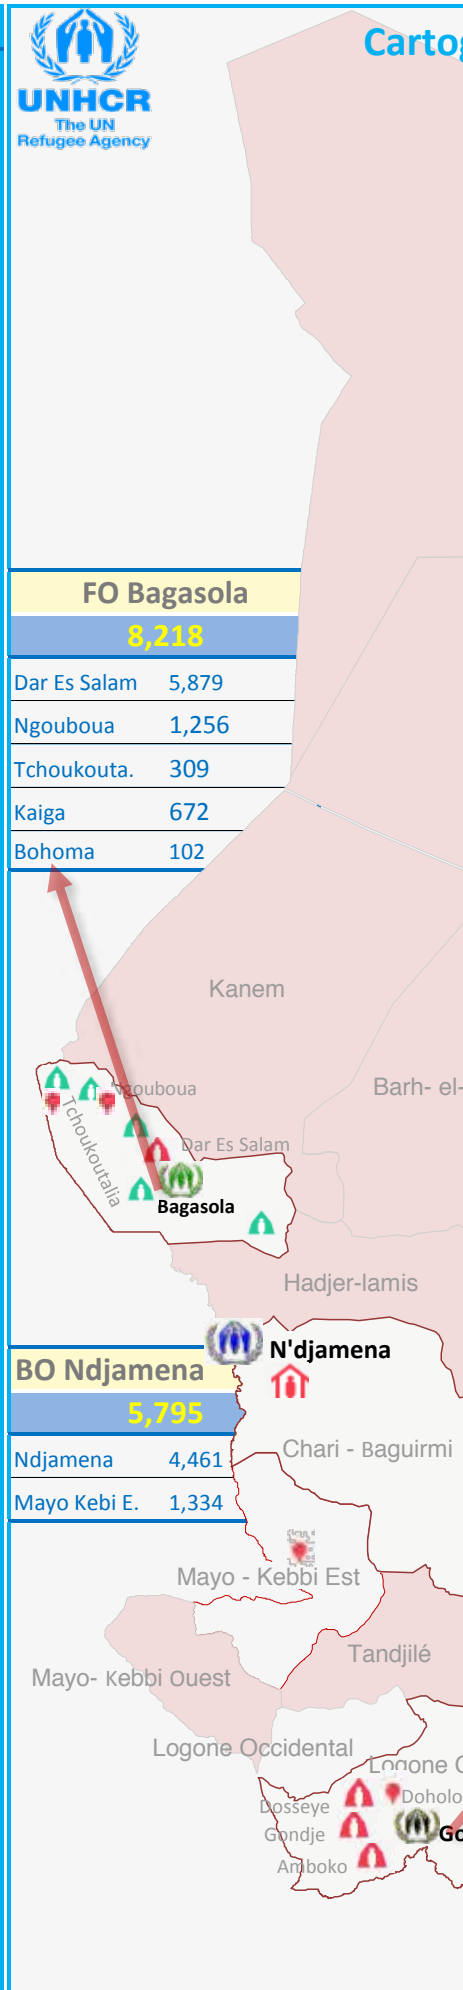 UNHCR
The UN
Refugee Agency
Cartog
FO Bagasola
8,218
Dar Es Salam 5,879
Ngouboua 1,256
Tchoukouta. 309
Kaiga 672
Bohoma 102
Kanem
Barh- el-
Ngouboua
Tchoukoutalia
Dar Es Salam
Bagasola
Hadjer-lamis
N'djamena
BO Ndjamena
5,795
Ndjamena 4,461
Mayo Kebi E. 1,334
Chari - Baguirmi
Mayo - Kebbi Est
Tandjilé
Mayo- Kebbi Ouest
Logone Occidental
Logone O
Dosseye
Doholo
Gondje
Go
Amboko